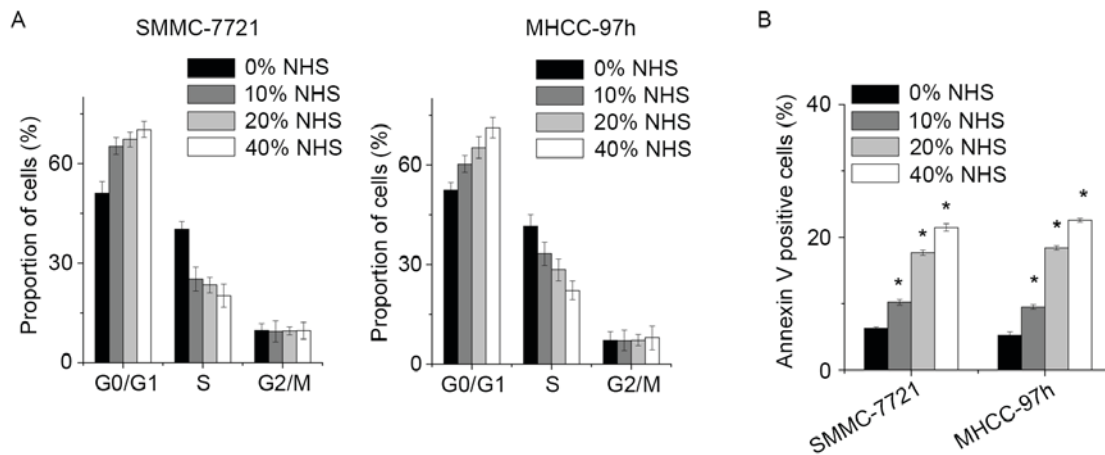 A
SMMC-7721
0% NHS
10% NHS
20% NHS
40% NHS
Proportion of cells (%)
60
30
0
G0/G1 S G2/M
MHCC-97h
0% NHS
10% NHS
20% NHS
40% NHS
Proportion of cells (%)
60
30
0
G0/G1 S G2/M
B
0% NHS
10% NHS
20% NHS
40% NHS
Annexin V positive cells (%)
40
20
0
* * *
* * *
SMMC-7721
MHCC-97h